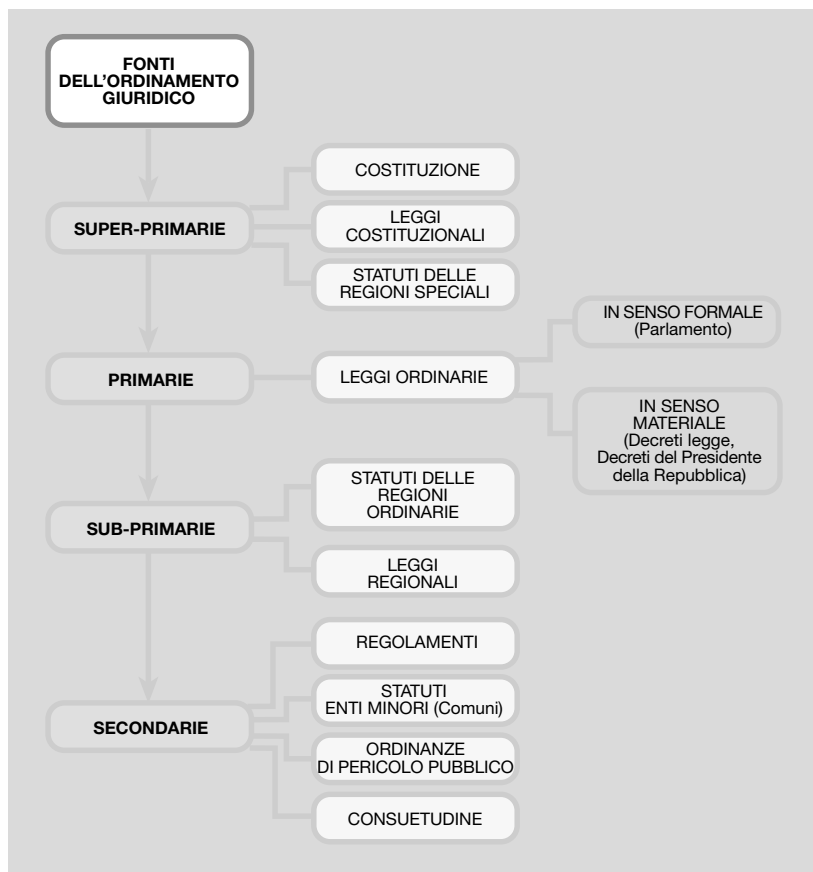 FONTI
DELL'ORDINAMENTO
GIURIDICO
SUPER-PRIMARIE
COSTITUZIONE
LEGGI
COSTITUZIONALI
STATUTI DELLE
REGIONI SPECIALI
PRIMARIE
LEGGI ORDINARIE
IN SENSO FORMALE
(Parlamento)
IN SENSO
MATERIALE
(Decreti legge,
Decreti del Presidente
della Repubblica)
SUB-PRIMARIE
STATUTI DELLE
REGIONI
ORDINARIE
LEGGI
REGIONALI
SECONDARIE
REGOLAMENTI
STATUTI
ENTI MINORI (Comuni)
ORDINANZE
DI PERICOLO PUBBLICO
CONSUETUDINE